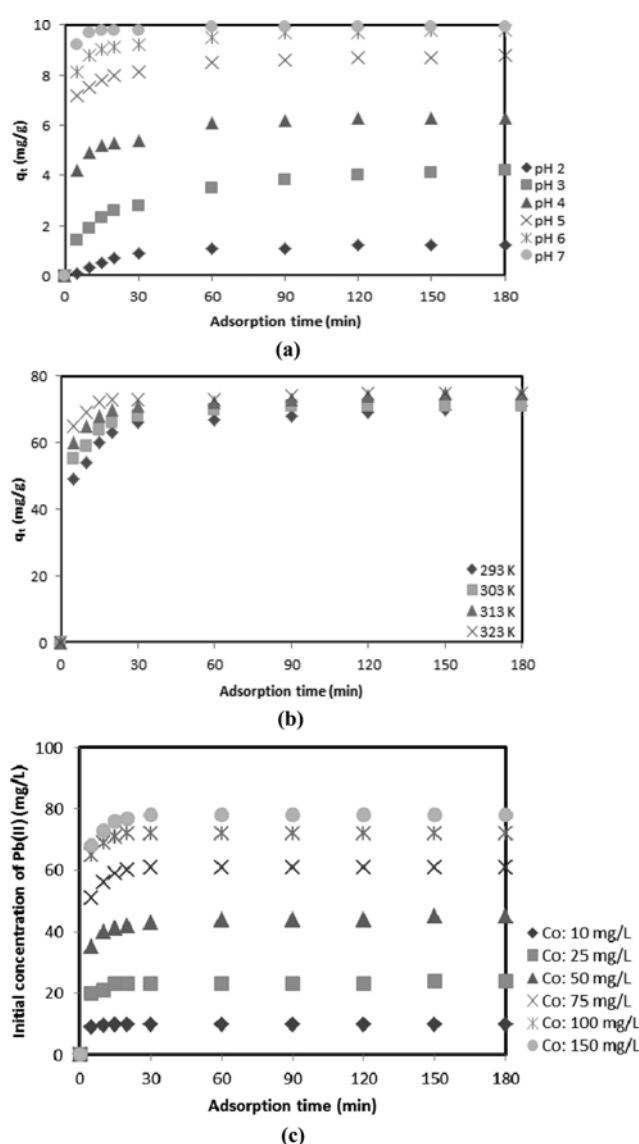 10
8
6
4
2
0
qt (mg/g)
0 30 60 90 120 150 180
Adsorption time (min)
pH 2
pH 3
pH 4
pH 5
pH 6
pH 7
(a)
80
60
40
20
0
qt (mg/g)
293 K
303 K
313 K
323 K
0 30 60 90 120 150 180
Adsorption time (min)
(b)
100
80
60
40
20
0
Initial concentration of Pb(II) (mg/L)
Co: 10 mg/L
Co: 25 mg/L
Co: 50 mg/L
Co: 75 mg/L
Co: 100 mg/L
Co: 150 mg/L
0 30 60 90 120 150 180
Adsorption time (min)
(c)